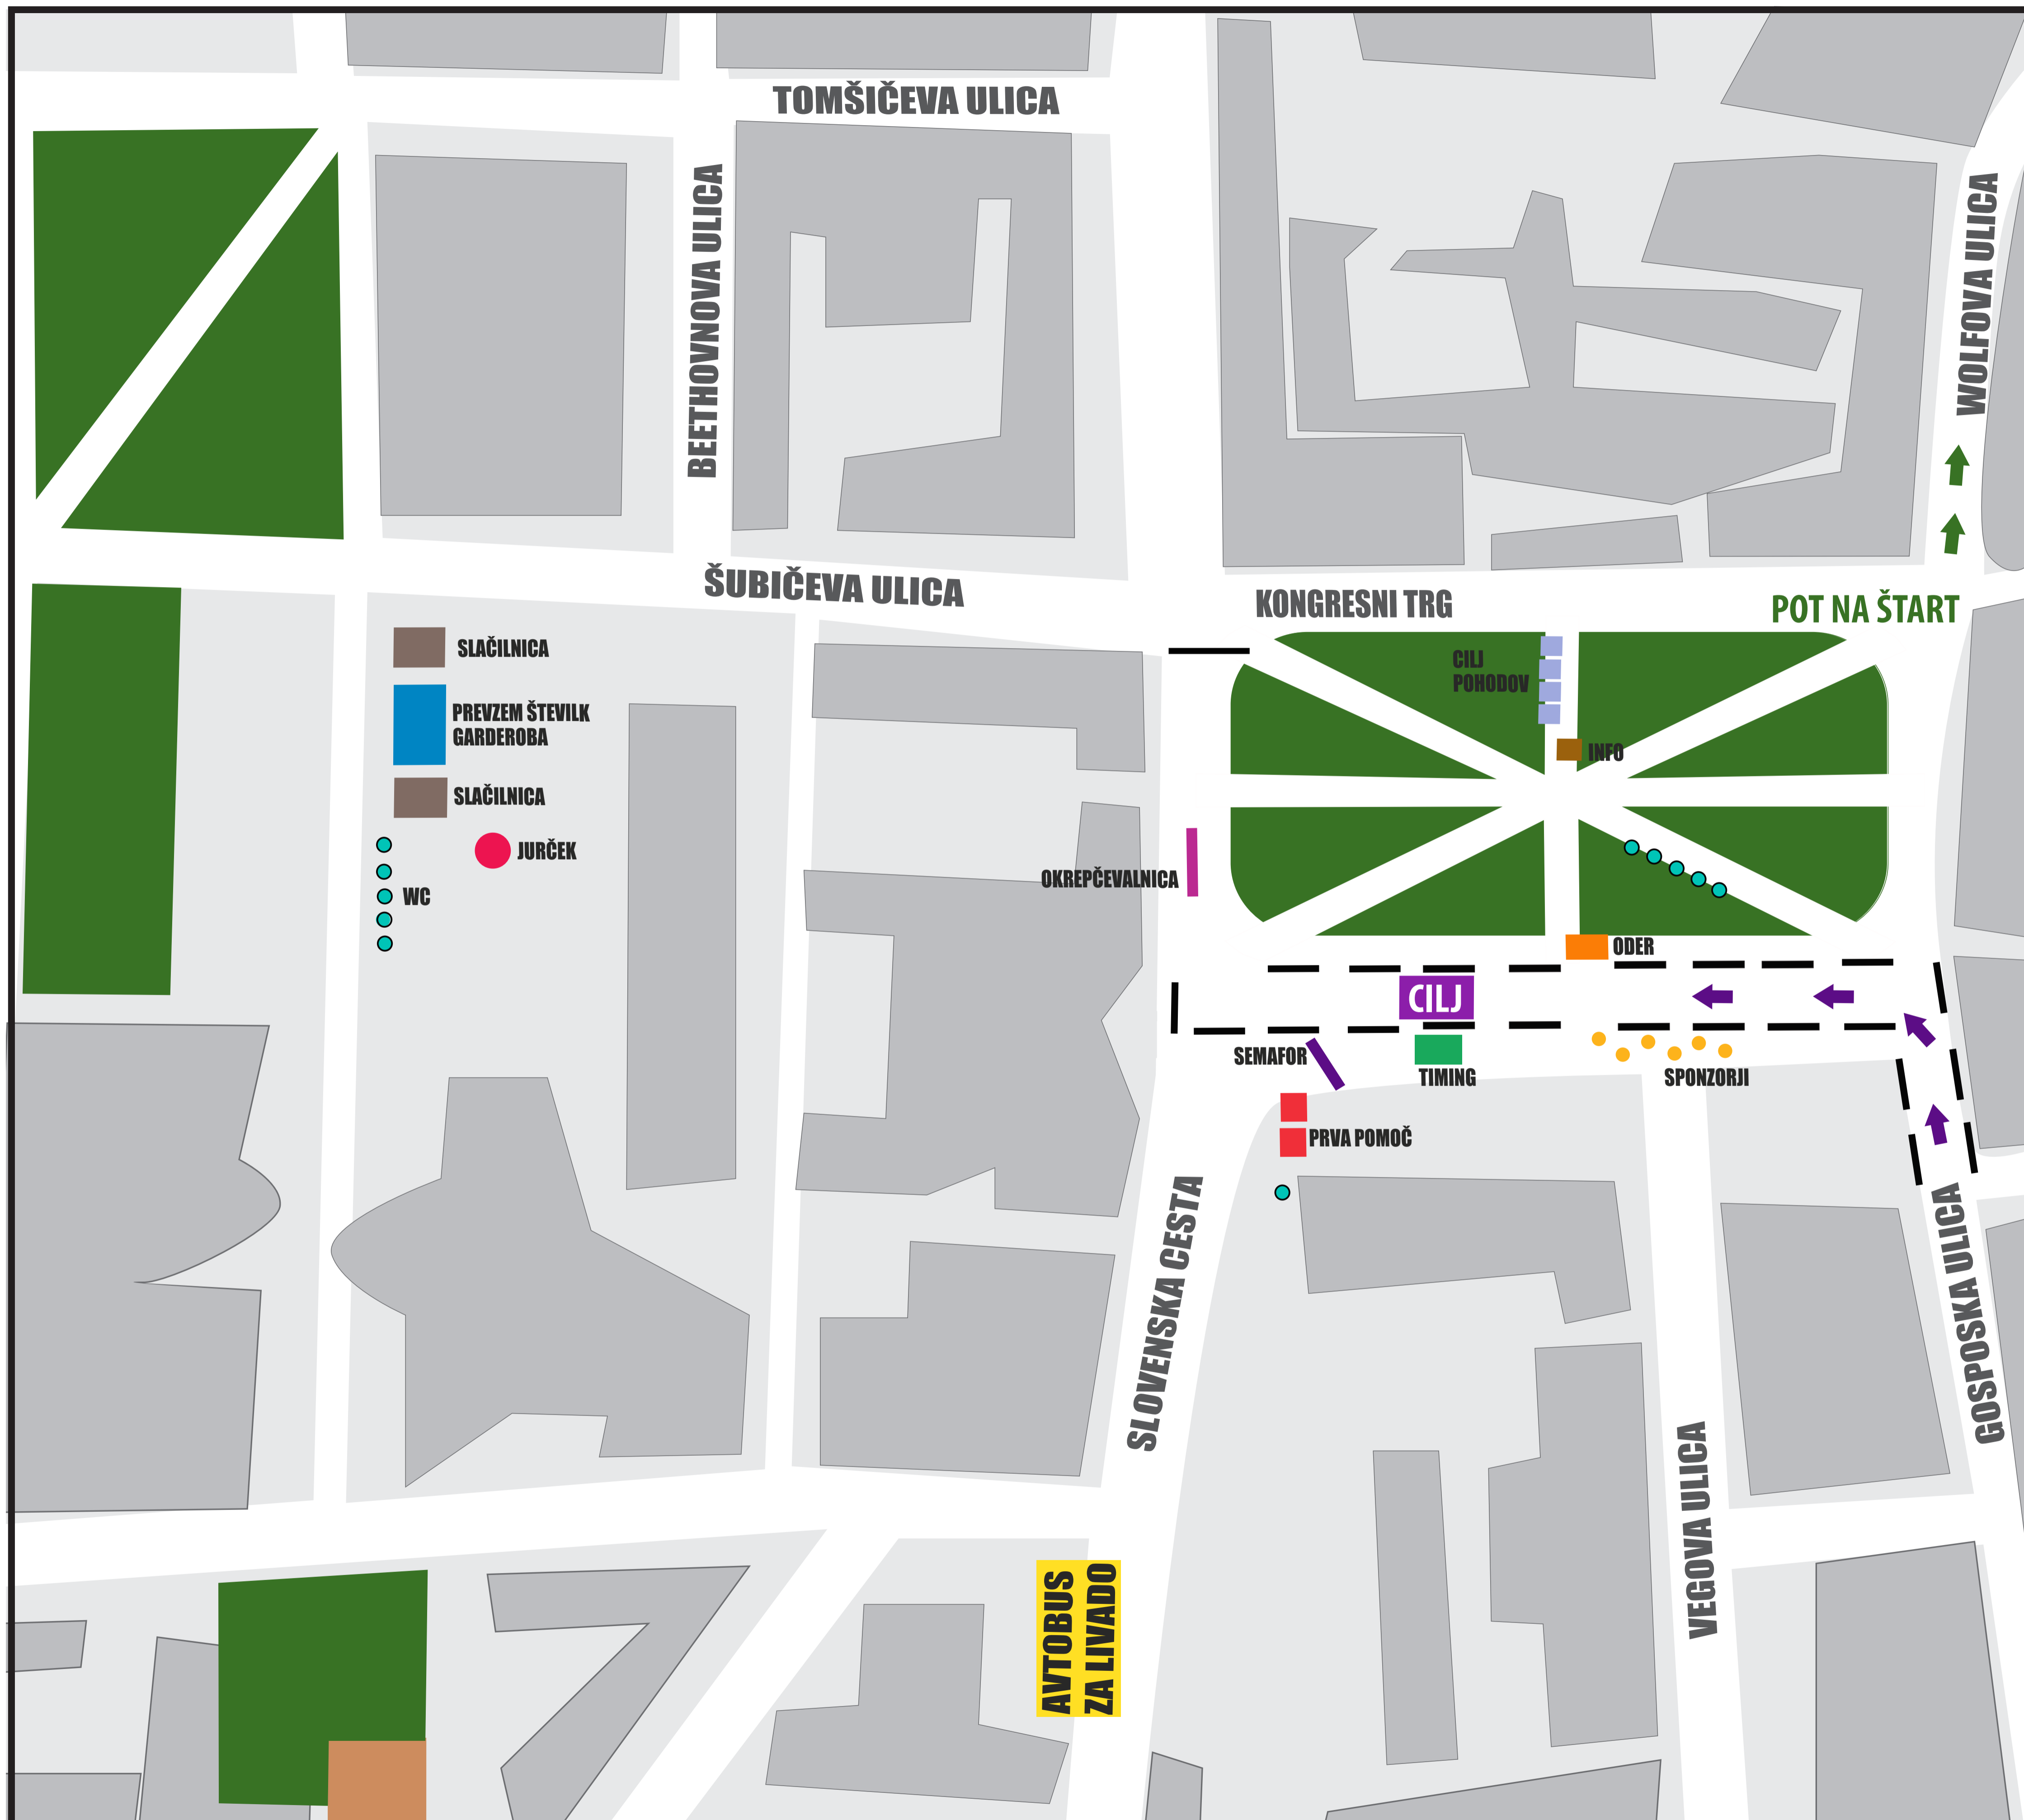 TOMŠIČEVA ULICA
BEETHOVNOVA ULICA
WOLFOVA ULICA
ŠUBIČEVA ULICA
KONGRESNI TRG
POT NA ŠTART
SLAČILNICA
CILJ
POHODOV
PREVZEM ŠTEVILK
GARDEROBA
INFO
SLAČILNICA
JURČEK
OKREPČEVALNICA
WC
ODER
CILJ
SEMAFOR
TIMING
SPONZORJI
PRVA POMOČ
SLOVENSKA CESTA
GOSPOSKA ULICA
VEGOVA ULICA
AVTOBUS
ZA LIVADO